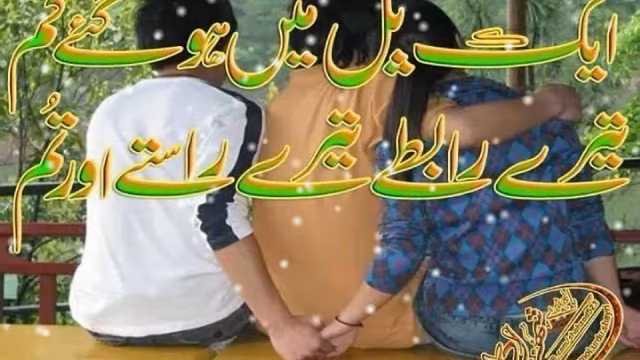 ایک پل میں ہو گئے گم
تیرے رابطے تیرے راستے اور تم